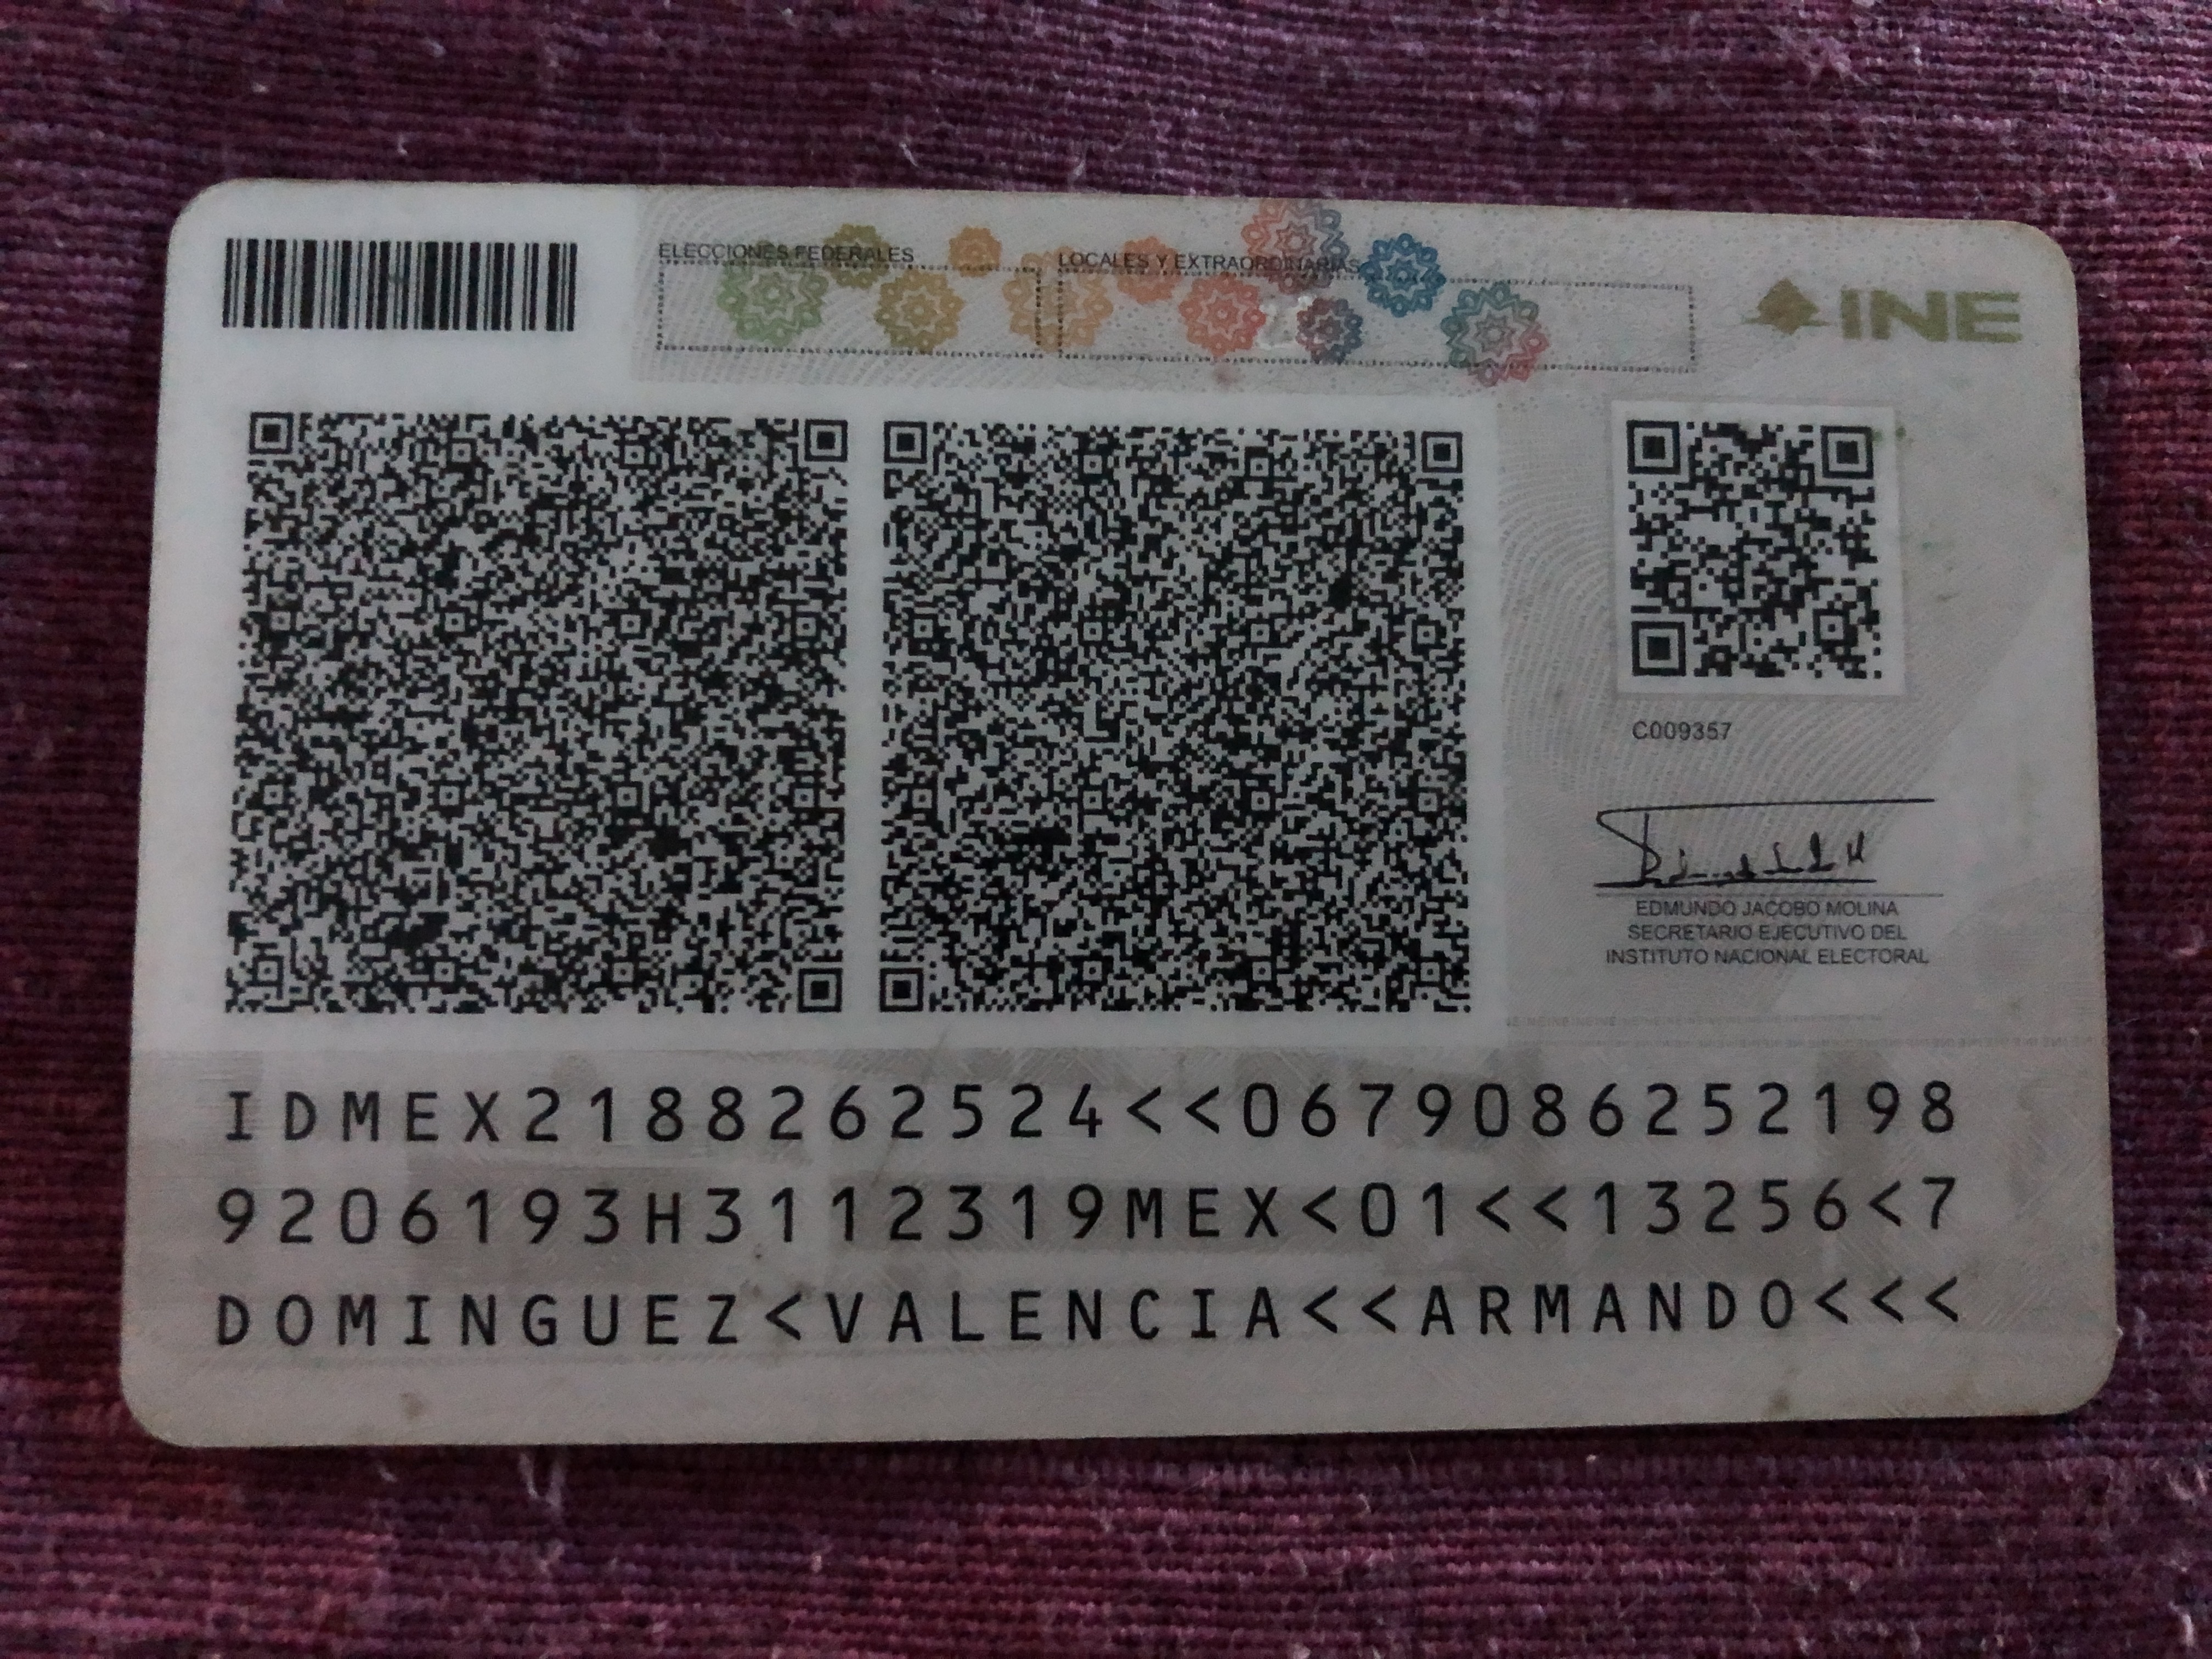 ELECCIONES FEDERALES
LOCALES Y EXTRAORDINARIAS
INE
C009357
EDMUNDO JACOBO MOLINA
SECRETARIO EJECUTIVO DEL
INSTITUTO NACIONAL ELECTORAL
IDMEX2188262524<<0679086252198
9206193H3112319MEX<01<<13256<7
DOMINGUEZ<VALENCIA<<ARMANDO<<<